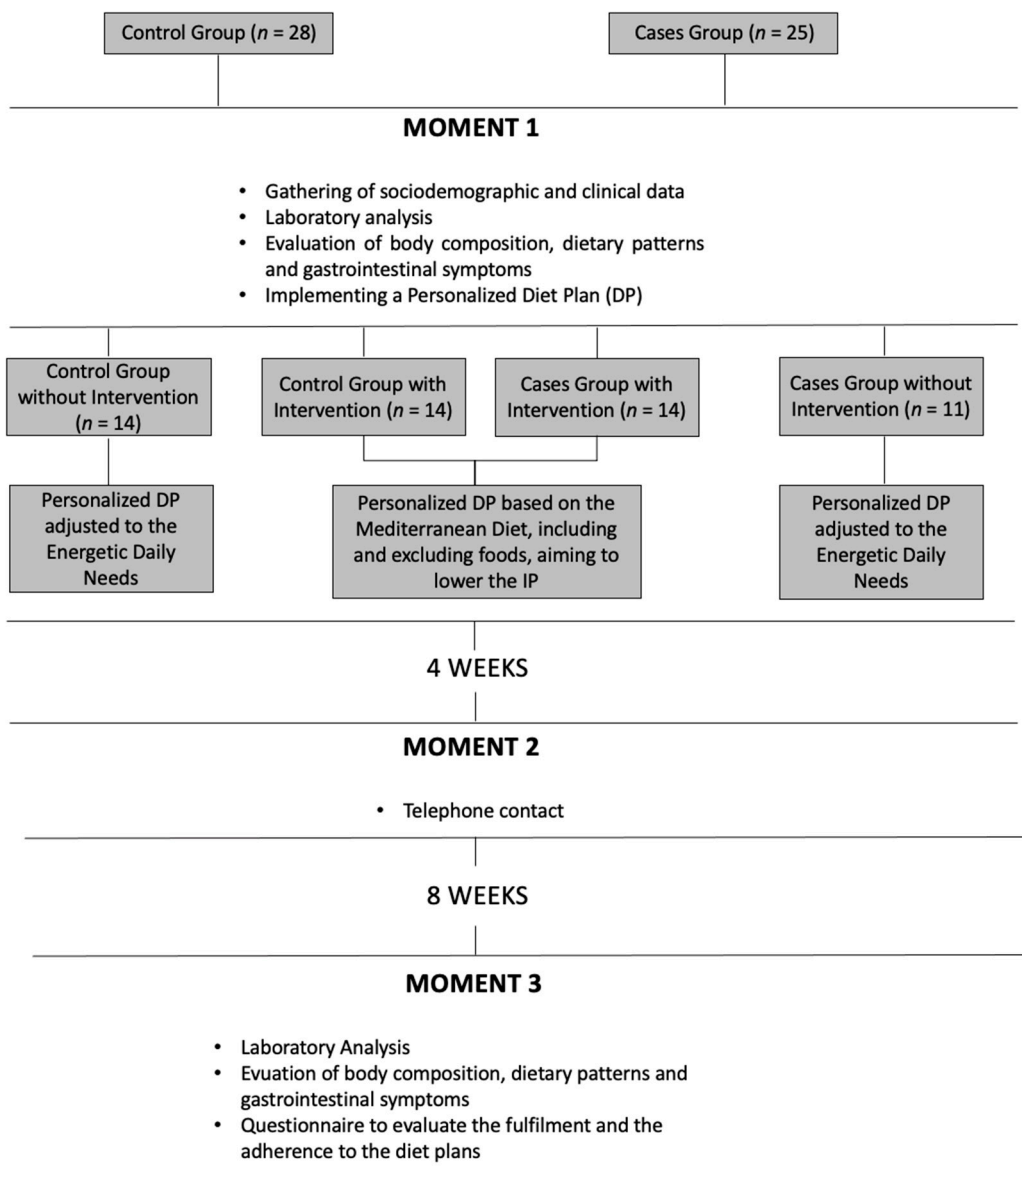 Control Group (n = 28)
Cases Group (n = 25)
MOMENT 1
• Gathering of sociodemographic and clinical data
• Laboratory analysis
• Evaluation of body composition, dietary patterns
and gastrointestinal symptoms
• Implementing a Personalized Diet Plan (DP)
Control Group
without Intervention
(n = 14)
Control Group with
Intervention (n = 14)
Cases Group with
Intervention (n = 14)
Cases Group without
Intervention (n = 11)
Personalized DP
adjusted to the
Energetic Daily
Needs
Personalized DP based on the
Mediterranean Diet, including
and excluding foods, aiming to
lower the IP
Personalized DP
adjusted to the
Energetic Daily
Needs
4 WEEKS
MOMENT 2
• Telephone contact
8 WEEKS
MOMENT 3
• Laboratory Analysis
• Evuation of body composition, dietary patterns and
gastrointestinal symptoms
• Questionnaire to evaluate the fulfilment and the
adherence to the diet plans